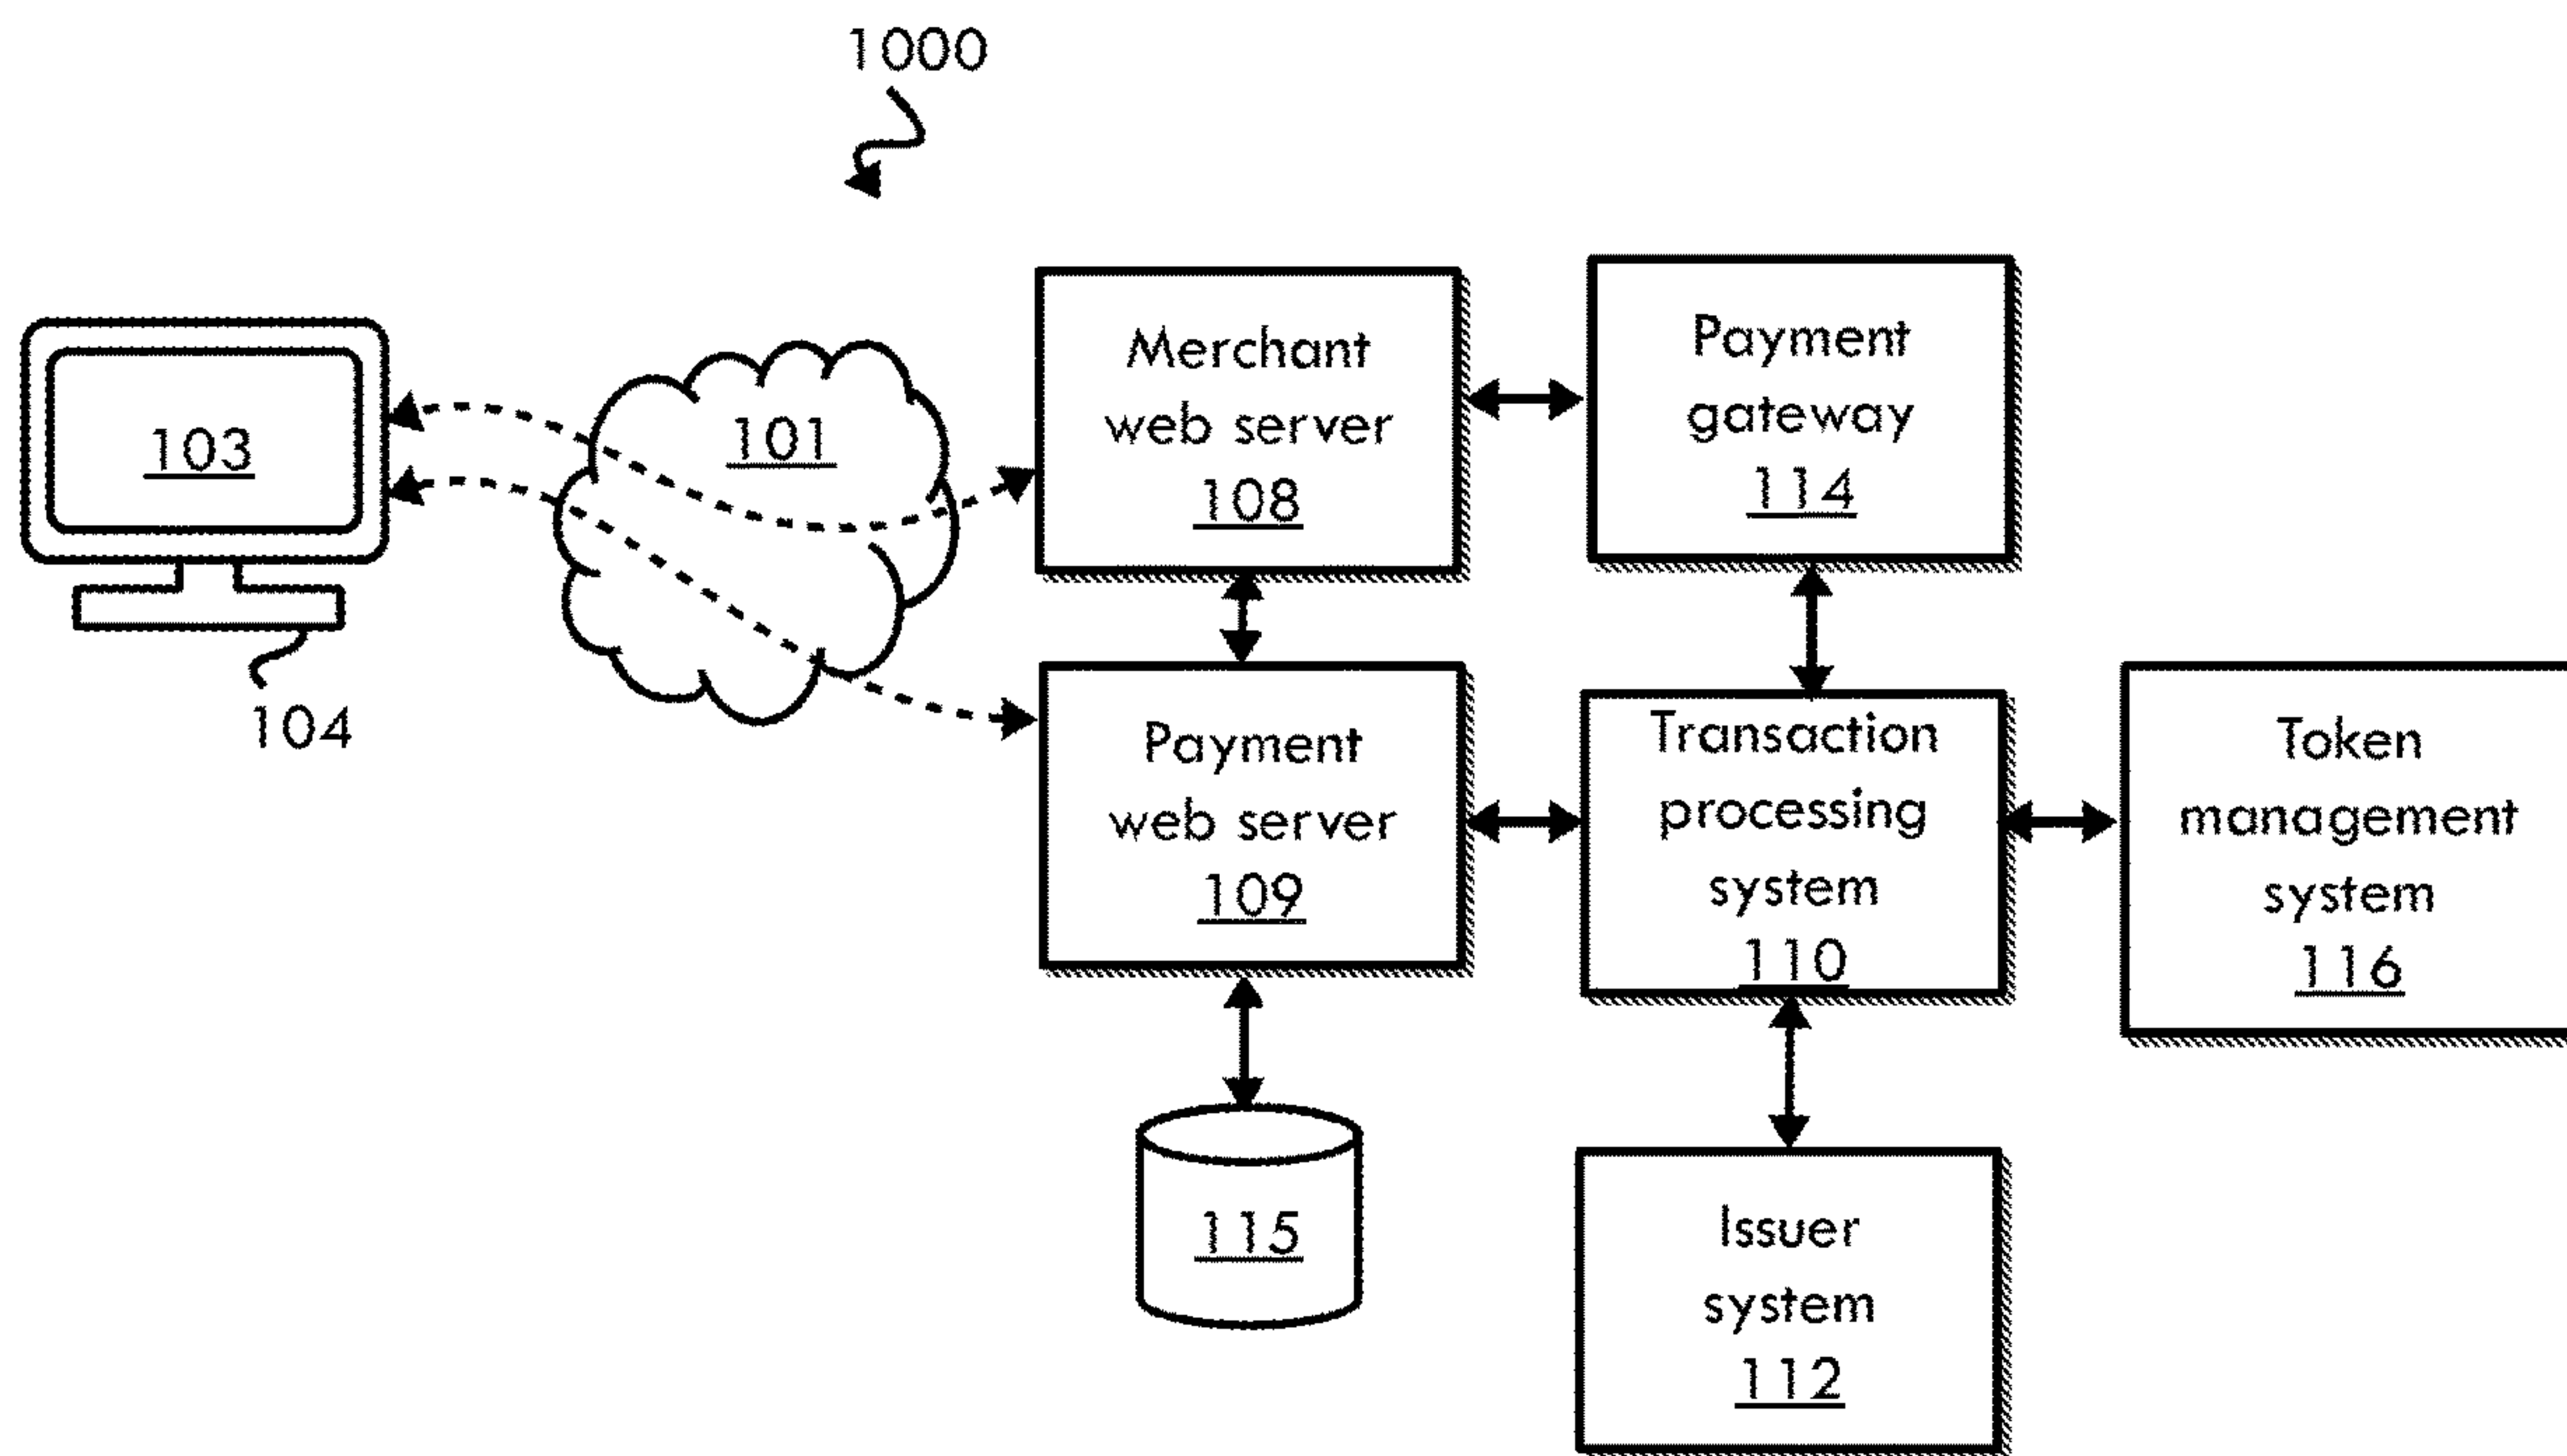 1000
103
104
101
Merchant
web server
108
Payment
gateway
114
Payment
web server
109
Transaction
processing
system
110
Token
management
system
116
115
Issuer
system
112